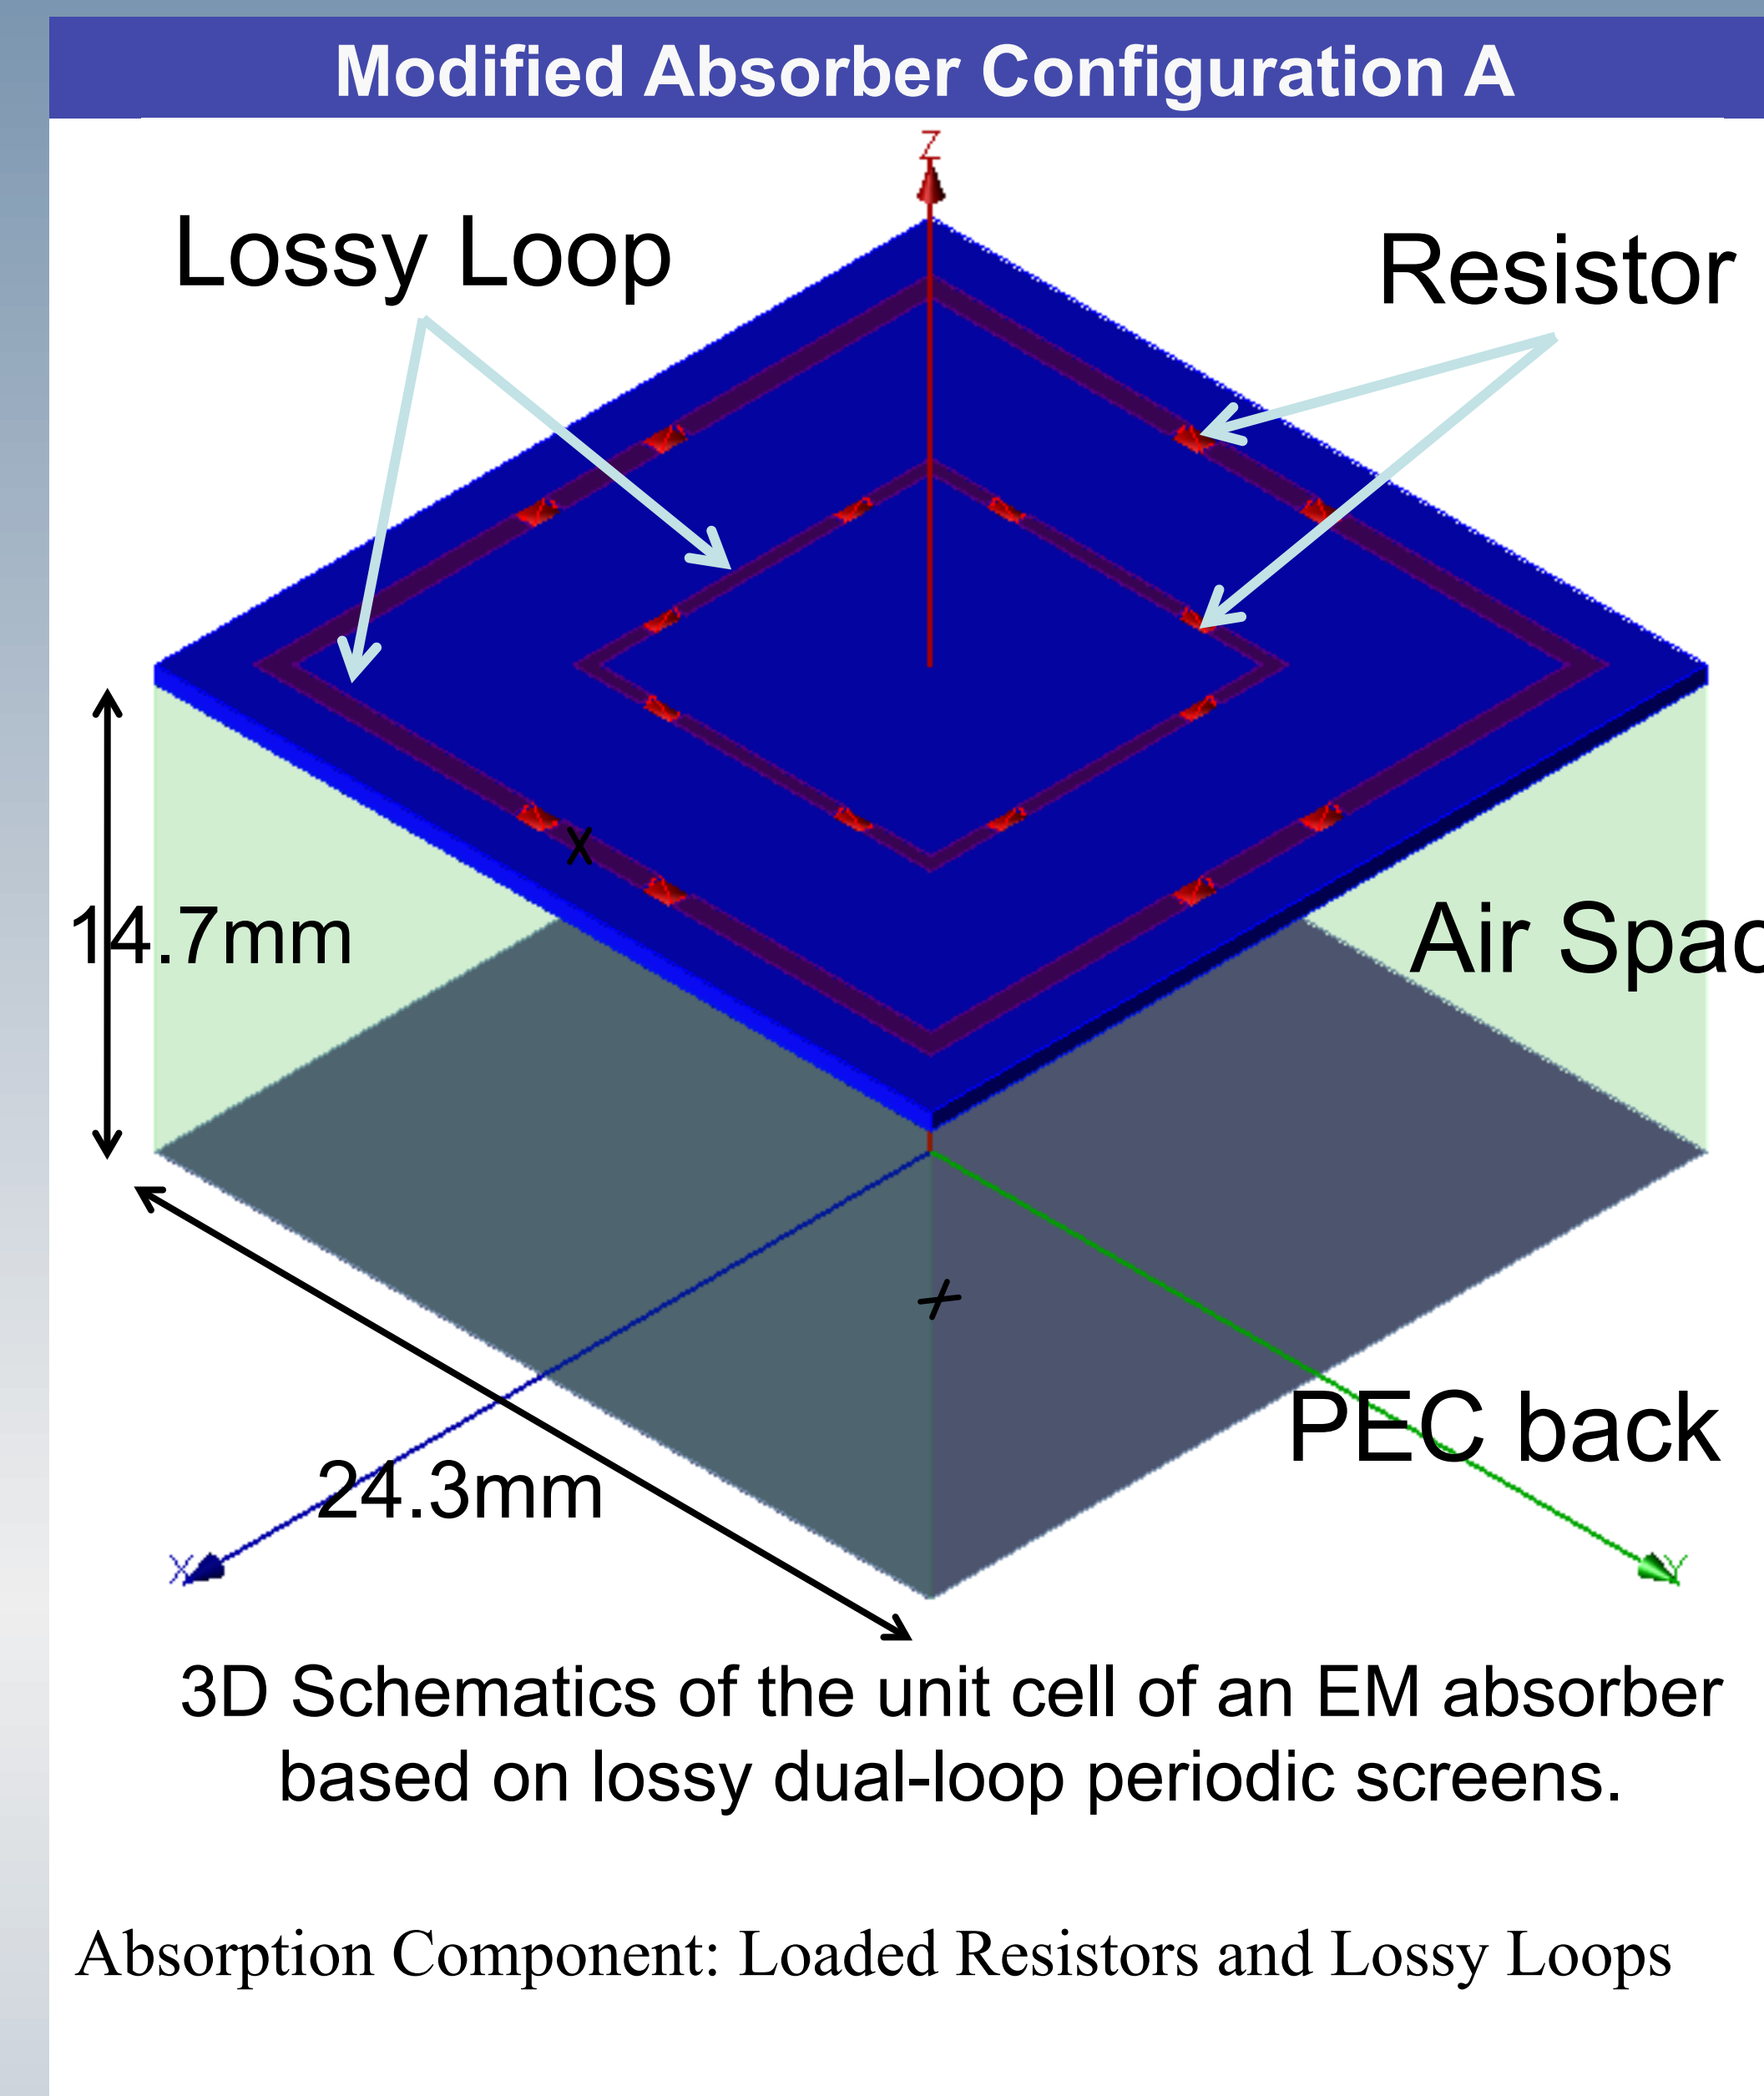 Modified Absorber Configuration A
Z
Lossy Loop
Resistor
14.7mm
Air Spac
PEC back
24.3mm
X
Y
3D Schematics of the unit cell of an EM absorber
based on lossy dual-loop periodic screens.
Absorption Component: Loaded Resistors and Lossy Loops